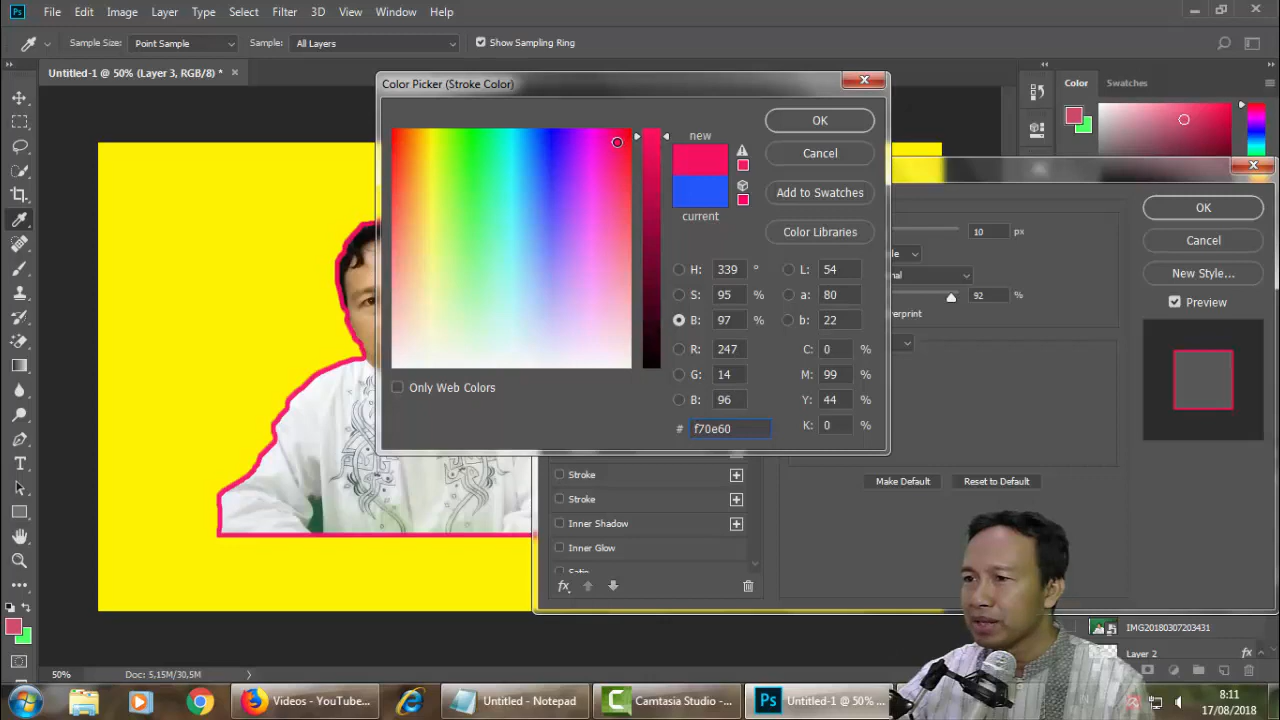 Ps File Edit Image Layer Type Select Filter 3D View Window Help
Sample Size: Point Sample Sample: All Layers Show Sampling Ring
Untitled-1 @ 50% (Layer 3, RGB/8) * ×
Color Swatches
Color Picker (Stroke Color)
new
current
OK
Cancel
Add to Swatches
Color Libraries
H: 339 ° L: 54
S: 95 % a: 80
B: 97 % b: 22
R: 247 C: 0 %
G: 14 M: 99 %
B: 96 Y: 44 %
# f70e60 K: 0 %
Only Web Colors
10 px
92 %
OK
Cancel
New Style...
Preview
Make Default Reset to Default
Stroke
Stroke
Inner Shadow
Inner Glow
fx
IMG20180307203431
Layer 2 fx
50% Doc: 5,15M/30,5M
Videos - YouTube... Untitled - Notepad Camtasia Studio - ... Ps Untitled-1 @ 50% ...
8:11
17/08/2018